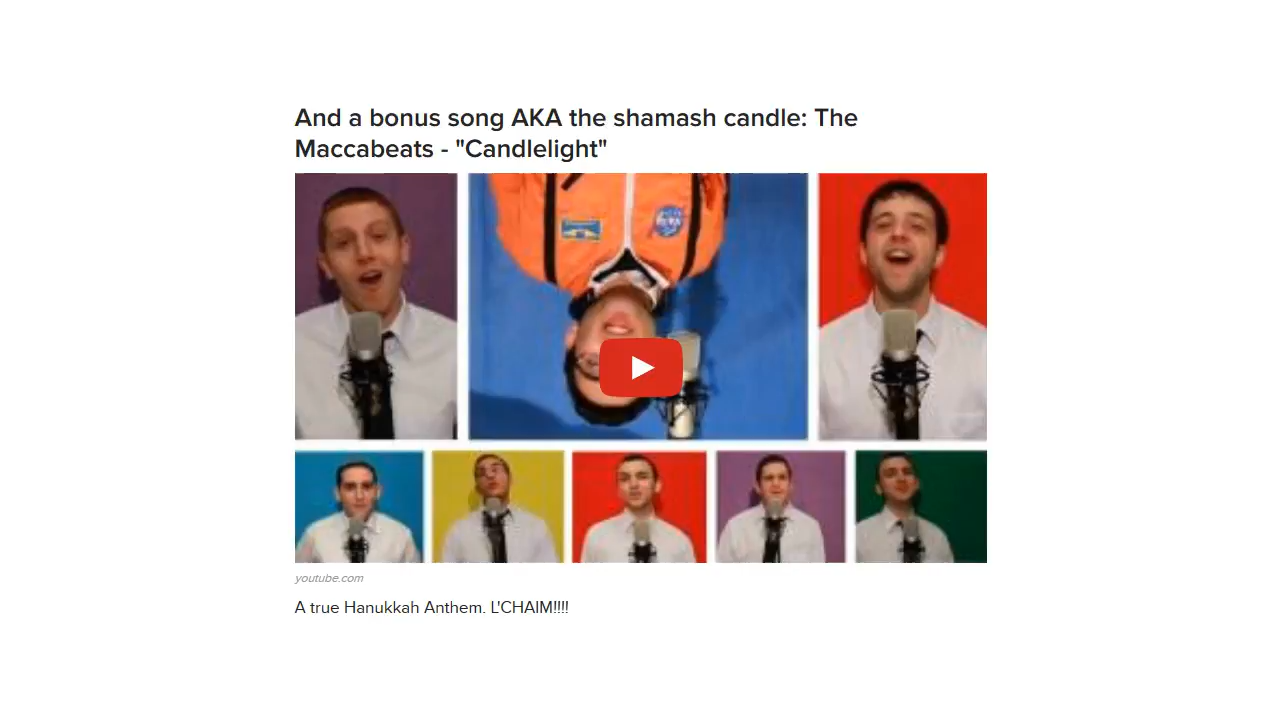 And a bonus song AKA the shamash candle: The
Maccabeats - "Candlelight"
youtube.com
A true Hanukkah Anthem. L'CHAIM!!!!